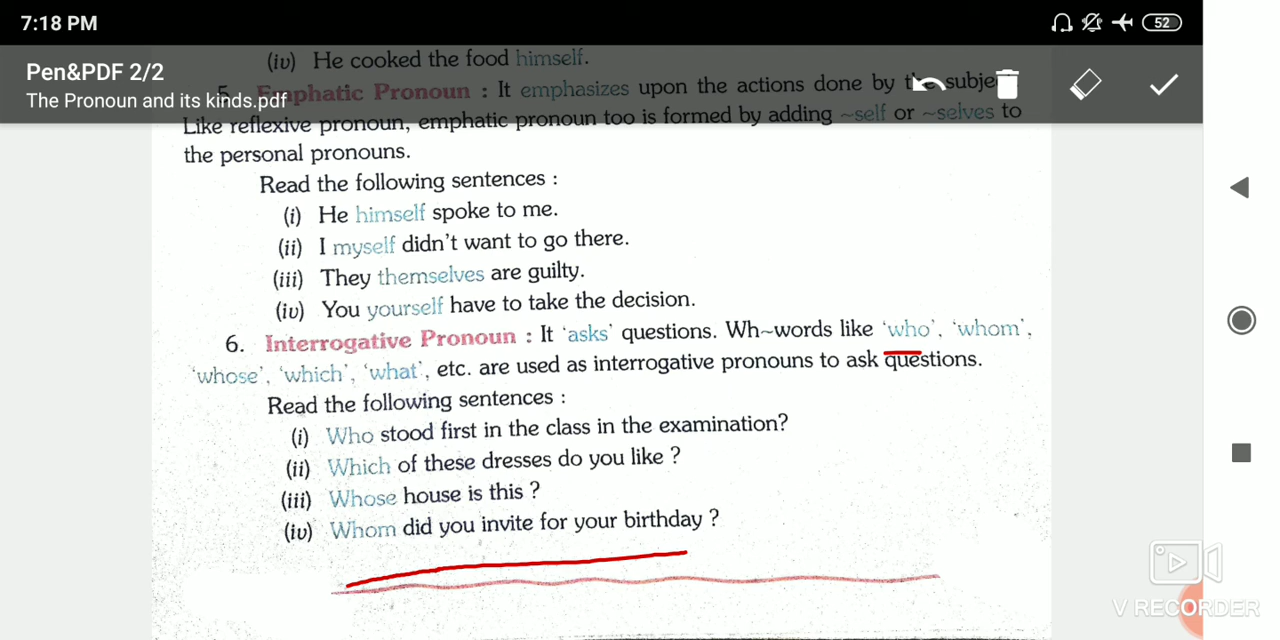 7:18 PM
52
(iv) He cooked the food himself.
Pen&PDF 2/2
5. Emphatic Pronoun : It emphasizes upon the actions done by the subje
The Pronoun and its kinds.pdf
Like reflexive pronoun, emphatic pronoun too is formed by adding ~self or ~selves to
the personal pronouns.
Read the following sentences :
(i) He himself spoke to me.
(ii) I myself didn't want to go there.
(iii) They themselves are guilty.
(iv) You yourself have to take the decision.
6. Interrogative Pronoun : It 'asks' questions. Wh~words like 'who', 'whom',
'whose', 'which', 'what', etc. are used as interrogative pronouns to ask questions.
Read the following sentences :
(i) Who stood first in the class in the examination?
(ii) Which of these dresses do you like ?
(iii) Whose house is this ?
(iv) Whom did you invite for your birthday ?
V RECORDER